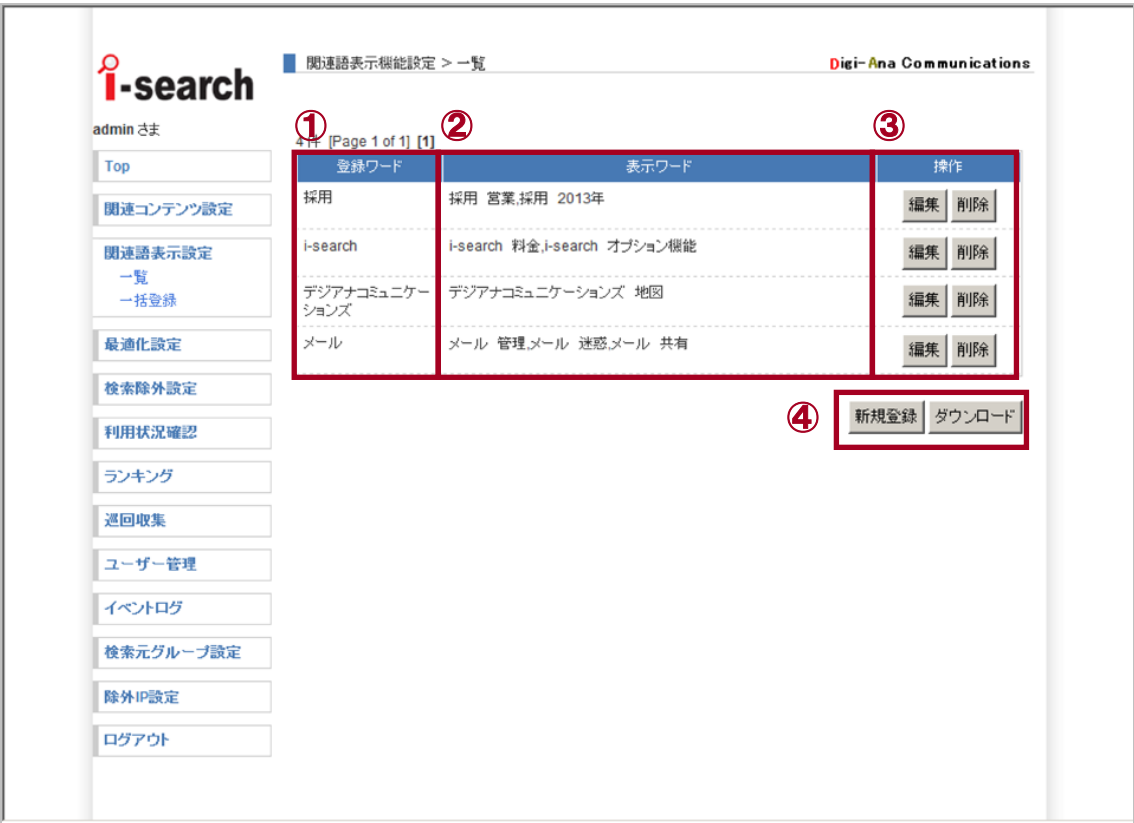 i-search
関連語表示機能設定 > 一覧
Digi-Ana Communications
admin さま
Top
関連コンテンツ設定
関連語表示設定
一覧
一括登録
最適化設定
検索除外設定
利用状況確認
ランキング
巡回収集
ユーザー管理
イベントログ
検索元グループ設定
除外IP設定
ログアウト
① ② ③
4件 [Page 1 of 1] [1]
登録ワード 表示ワード 操作
採用 採用 営業,採用 2013年 編集 削除
i-search i-search 料金,i-search オプション機能 編集 削除
デジアナコミュニケー デジアナコミュニケーションズ 地図 編集 削除
ションズ
メール メール 管理,メール 迷惑,メール 共有 編集 削除
④ 新規登録 ダウンロード